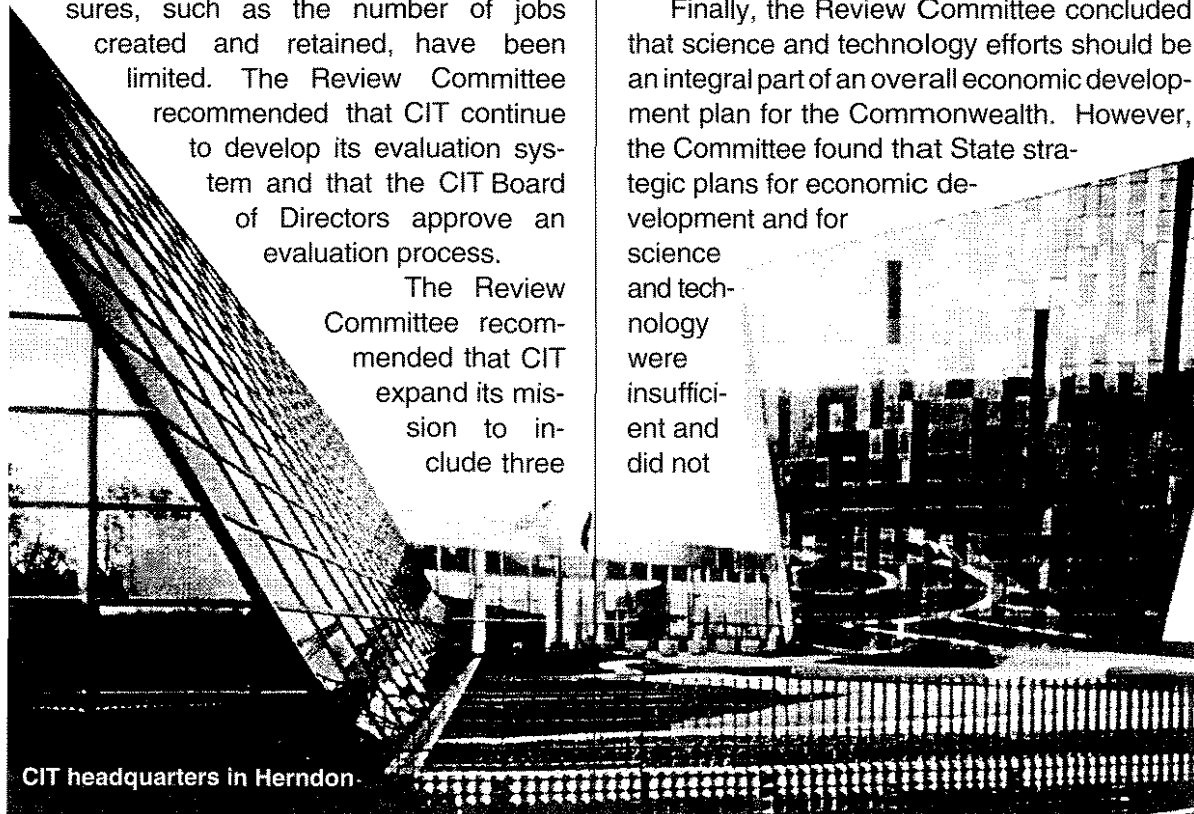 sures, such as the number of jobs
created and retained, have been
limited. The Review Committee
recommended that CIT continue
to develop its evaluation sys-
tem and that the CIT Board
of Directors approve an
evaluation process.
The Review
Committee recom-
mended that CIT
expand its mis-
sion to in-
clude three
Finally, the Review Committee concluded
that science and technology efforts should be
an integral part of an overall economic develop-
ment plan for the Commonwealth. However,
the Committee found that State stra-
tegic plans for economic de-
velopment and for
science
and tech-
nology
were
insuffici-
ent and
did not
CIT headquarters in Herndon